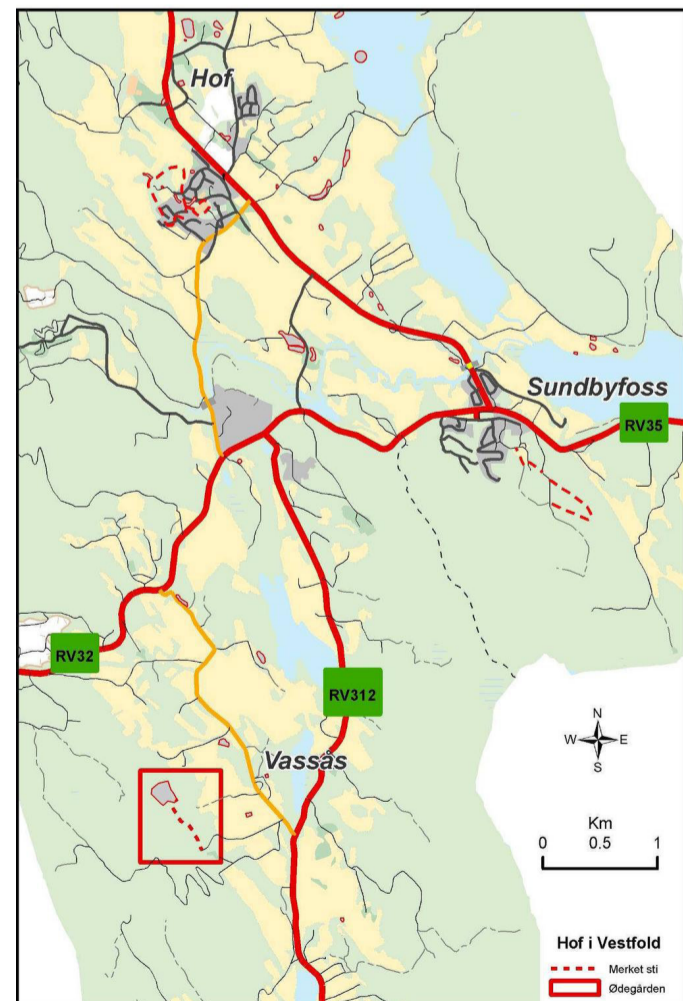 Hof
Sundbyfoss
RV35
RV32
RV312
Vassås
N
W E
S
Km
0 0.5 1
Hof i Vestfold
Merket sti
Ødegården